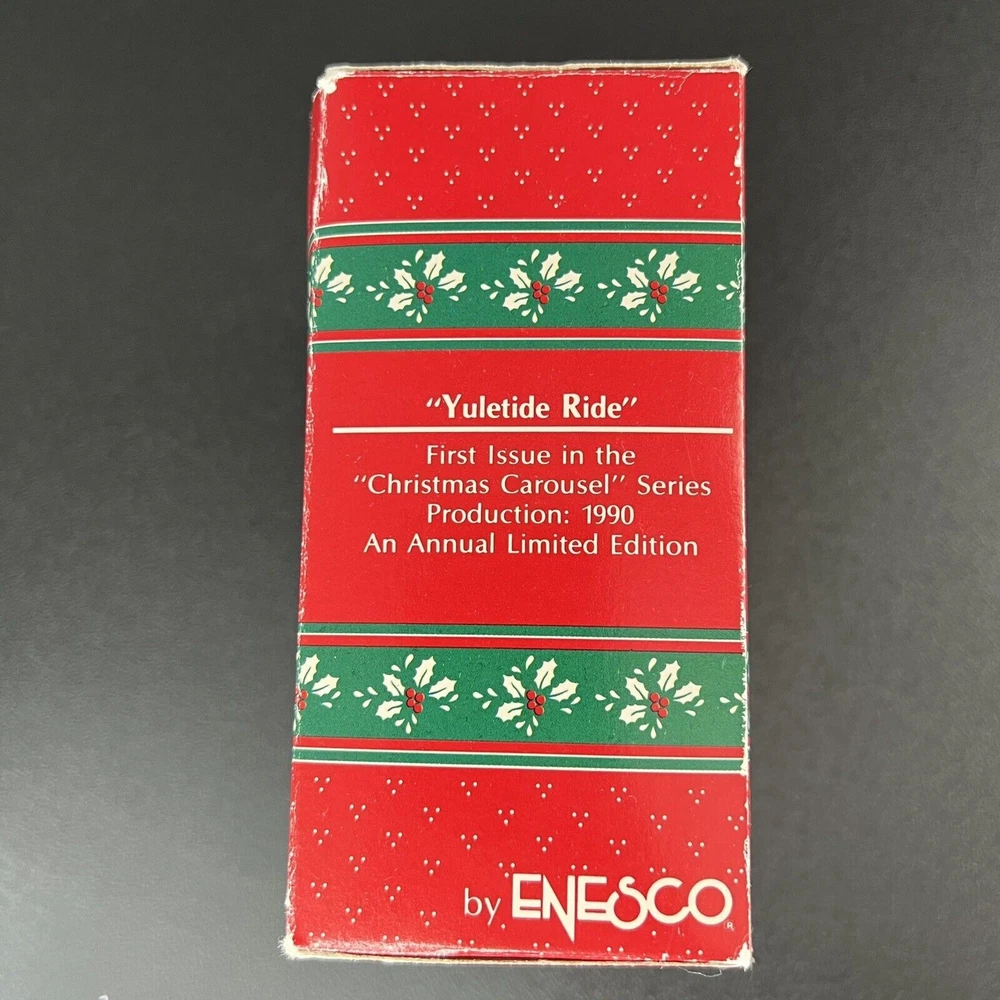 “Yuletide Ride”
First Issue in the
“Christmas Carousel” Series
Production: 1990
An Annual Limited Edition
by ENESCO®